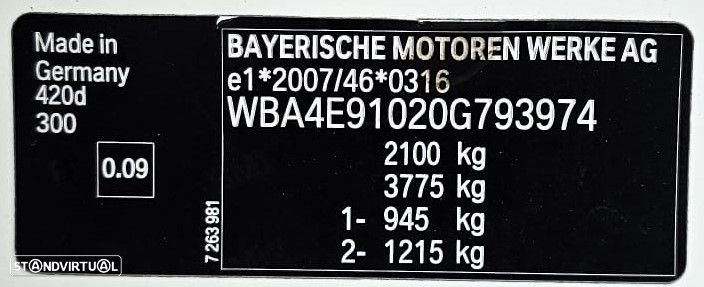 Made in
Germany
420d
300
0.09
7 263 981
BAYERISCHE MOTOREN WERKE AG
e1*2007/46*0316
WBA4E91020G793974
2100 kg
3775 kg
1- 945 kg
2- 1215 kg
STANDVIRTUAL